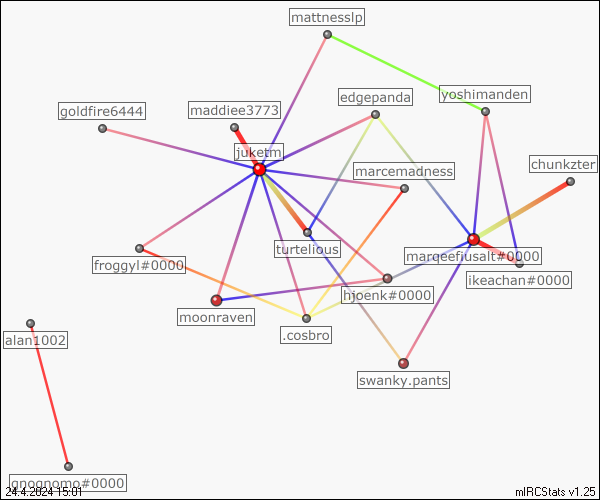 mattnesslp
edgepanda
yoshimanden
goldfire6444
maddiee3773
juketm
marcemadness
chunkzter
turtelious
marqeefiusalt#0000
froggyl#0000
ikeachan#0000
hjoenk#0000
moonraven
.cosbro
alan1002
swanky.pants
gnognomo#0000
24.4.2024 15:01
mIRCStats v1.25